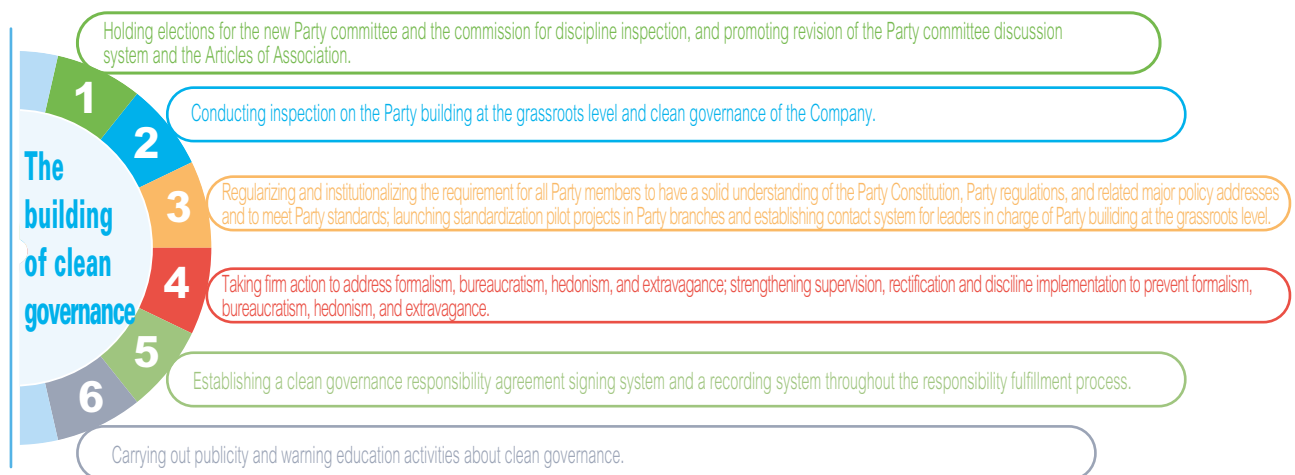 Holding elections for the new Party committee and the commission for discipline inspection, and promoting revision of the Party committee discussion
system and the Articles of Association.
1
Conducting inspection on the Party building at the grassroots level and clean governance of the Company.
2
The
building
of clean
governance
Regularizing and institutionalizing the requirement for all Party members to have a solid understanding of the Party Constitution, Party regulations, and related major policy addresses
and to meet Party standards; launching standardization pilot projects in Party branches and establishing contact system for leaders in charge of Party builiding at the grassroots level.
3
Taking firm action to address formalism, bureaucratism, hedonism, and extravagance; strengthening supervision, rectification and disciline implementation to prevent formalism,
bureaucratism, hedonism, and extravagance.
4
5
Establishing a clean governance responsibility agreement signing system and a recording system throughout the responsibility fulfillment process.
6
Carrying out publicity and warning education activities about clean governance.